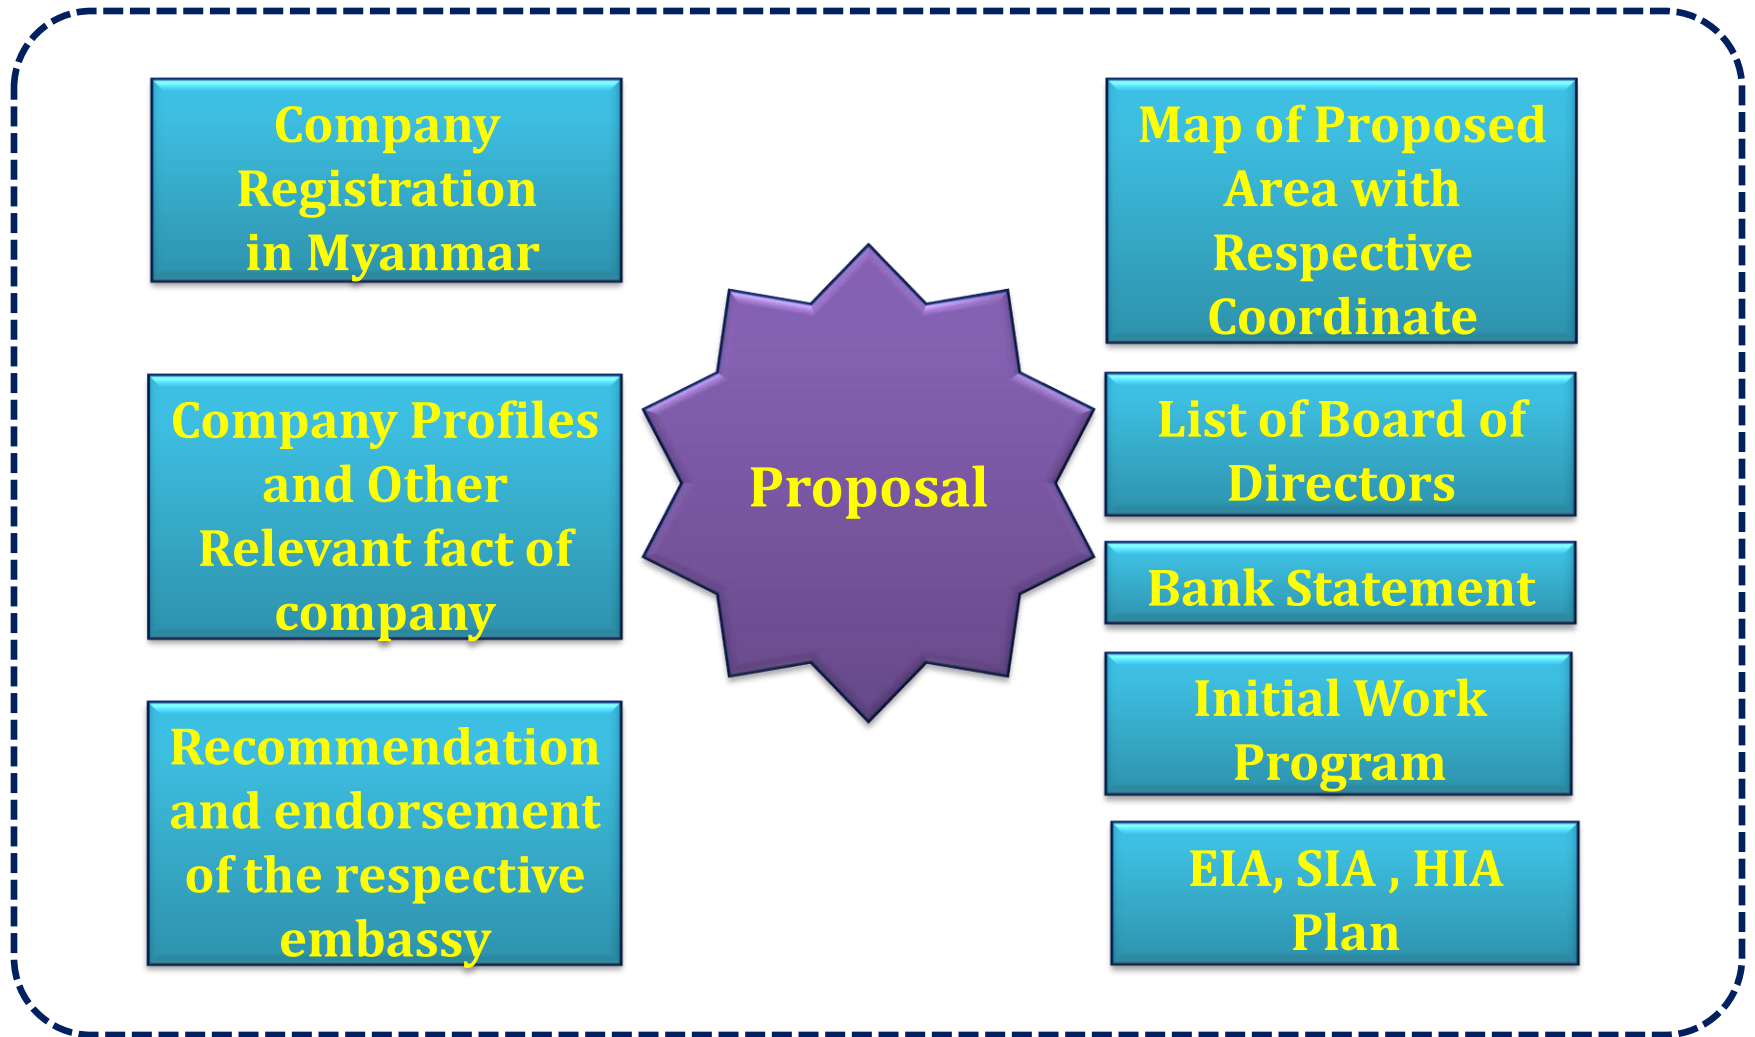 Company
Registration
in Myanmar
Company Profiles
and Other
Relevant fact of
company
Recommendation
and endorsement
of the respective
embassy
Proposal
Map of Proposed
Area with
Respective
Coordinate
List of Board of
Directors
Bank Statement
Initial Work
Program
EIA, SIA , HIA
Plan